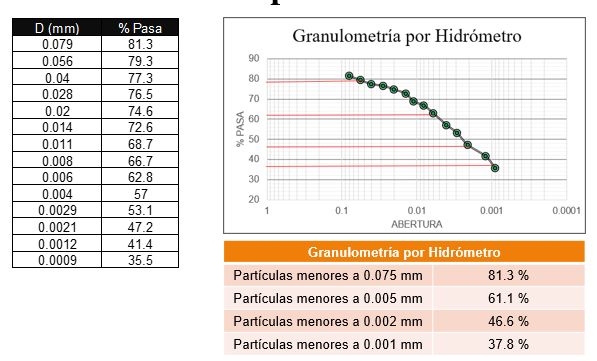 D (mm) % Pasa
0.079 81.3
0.056 79.3
0.04 77.3
0.028 76.5
0.02 74.6
0.014 72.6
0.011 68.7
0.008 66.7
0.006 62.8
0.004 57
0.0029 53.1
0.0021 47.2
0.0012 41.4
0.0009 35.5
Granulometría por Hidrómetro
90
80
70
60
50
40
30
20
% PASA
1 0.1 0.01 0.001 0.0001
ABERTURA
Granulometría por Hidrómetro
Partículas menores a 0.075 mm 81.3 %
Partículas menores a 0.005 mm 61.1 %
Partículas menores a 0.002 mm 46.6 %
Partículas menores a 0.001 mm 37.8 %